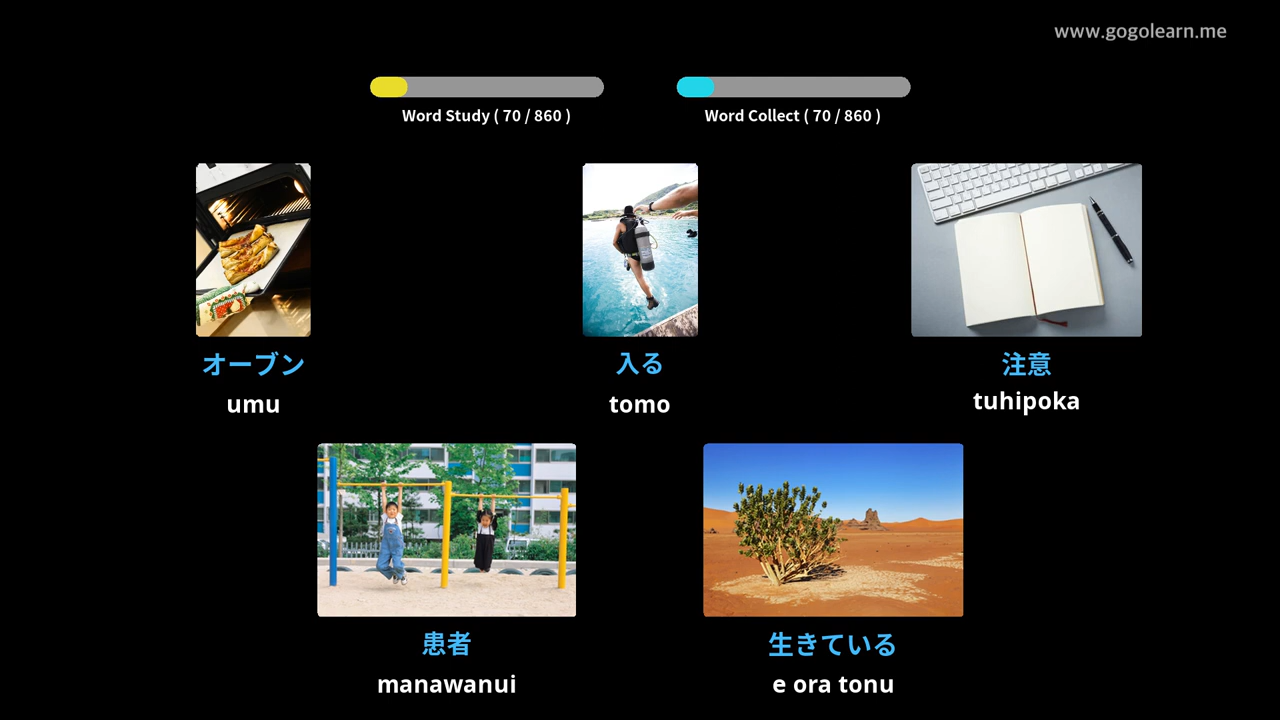 www.gogolearn.me
Word Study ( 70 / 860 )
Word Collect ( 70 / 860 )
オーブン
umu
入る
tomo
注意
tuhipoka
患者
manawanui
生きている
e ora tonu